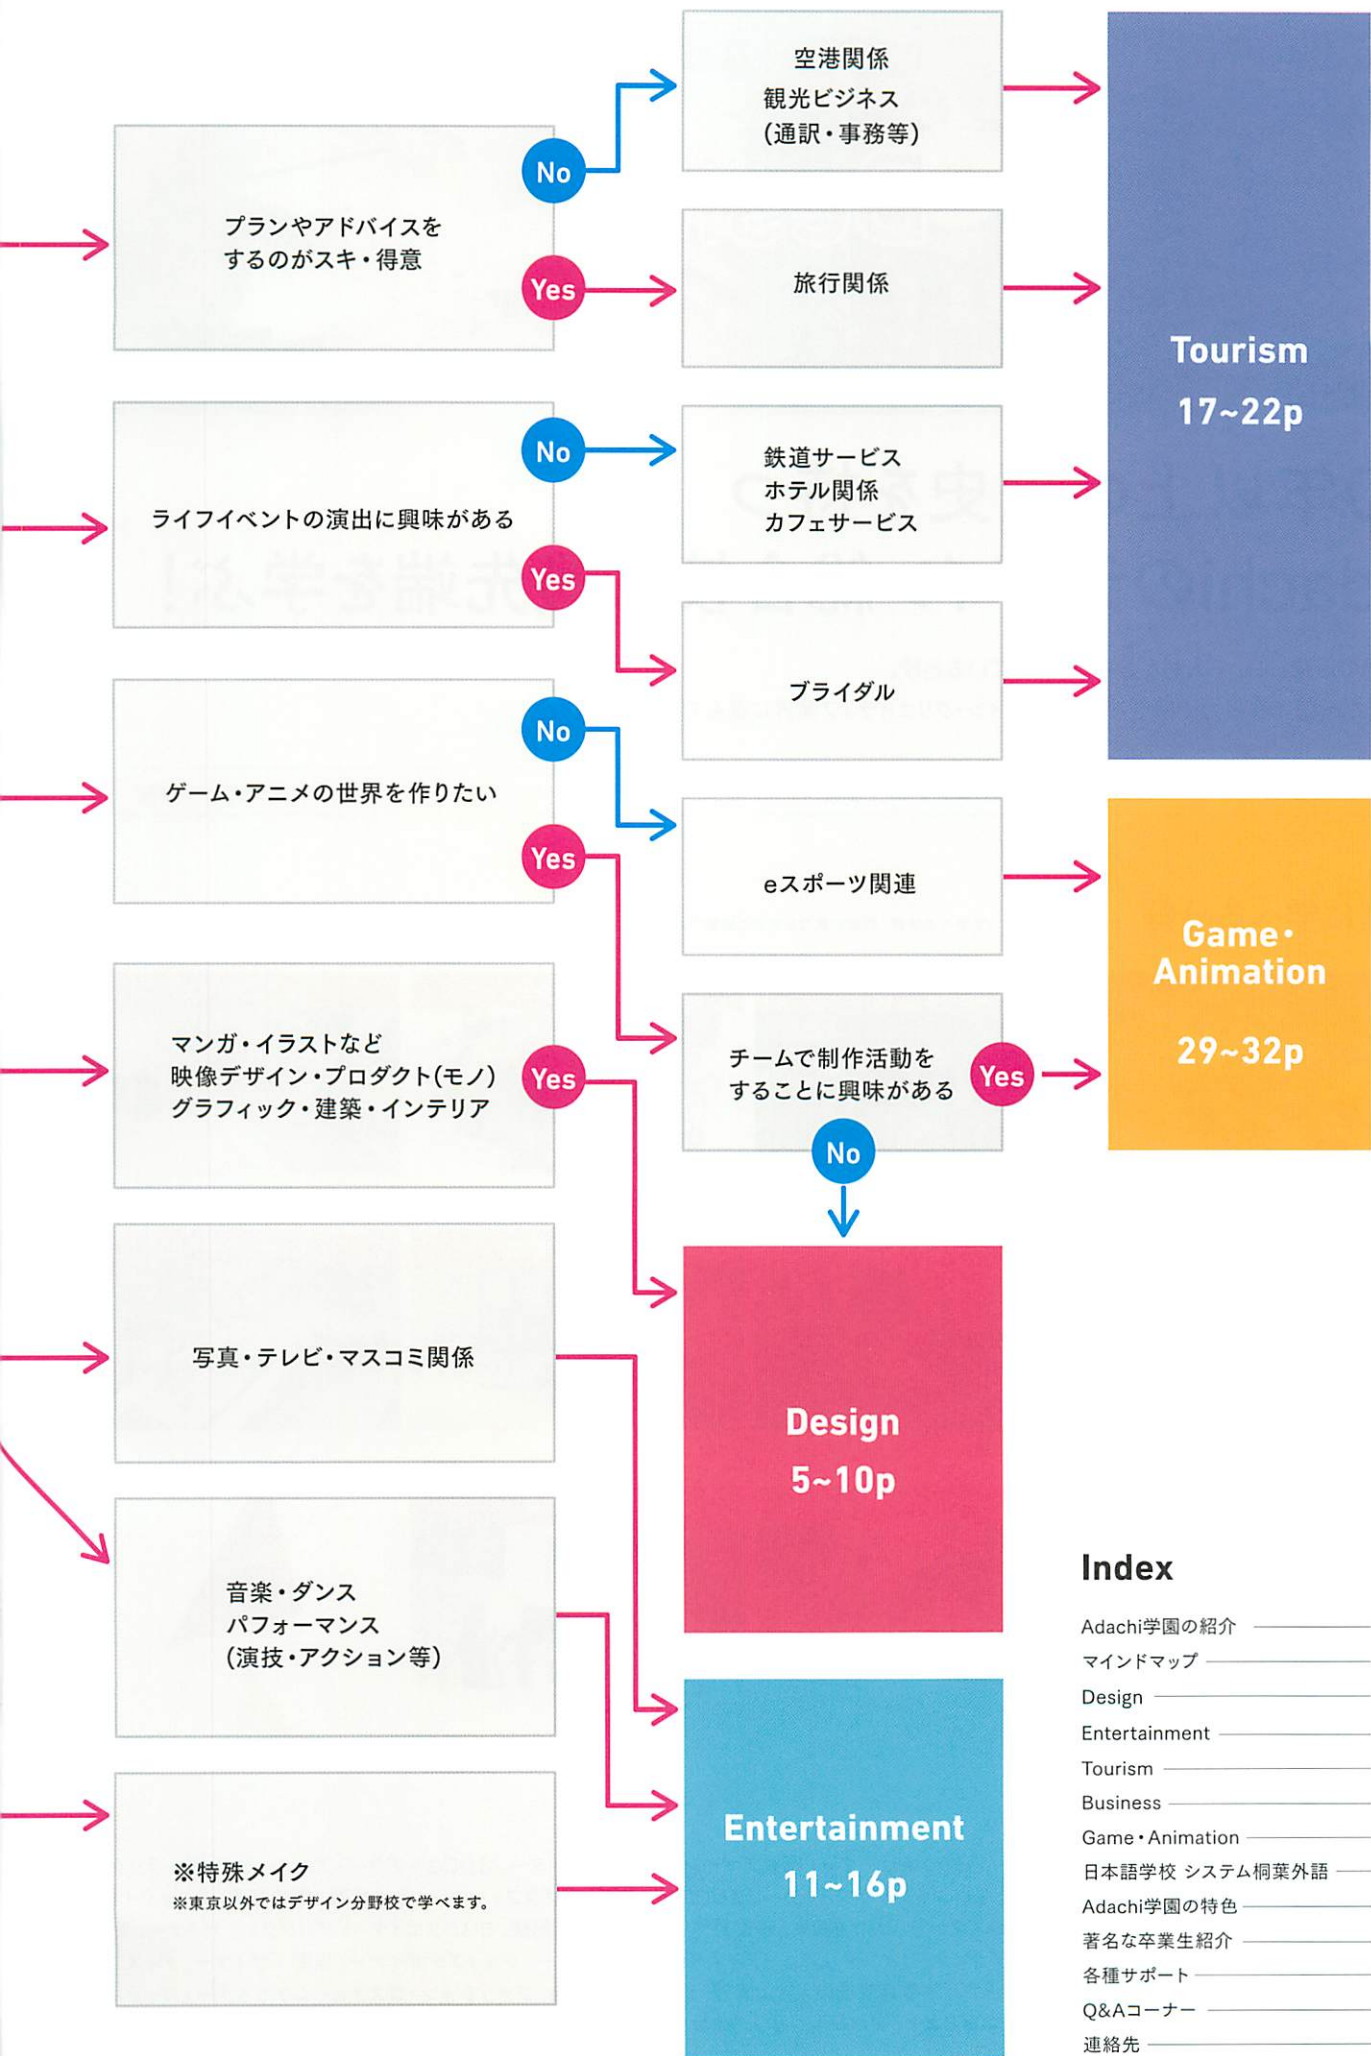 空港関係
観光ビジネス
(通訳・事務等)
No
プランやアドバイスを
するのがスキ・得意
Yes
旅行関係
Tourism
17~22p
No
鉄道サービス
ホテル関係
カフェサービス
ライフイベントの演出に興味がある
Yes
ブライダル
No
ゲーム・アニメの世界を作りたい
Yes
eスポーツ関連
Game・
Animation
29~32p
マンガ・イラストなど
映像デザイン・プロダクト(モノ)
グラフィック・建築・インテリア
Yes
チームで制作活動を
することに興味がある
Yes
No
写真・テレビ・マスコミ関係
Design
5~10p
音楽・ダンス
パフォーマンス
(演技・アクション等)
※特殊メイク
※東京以外ではデザイン分野校で学べます。
Entertainment
11~16p
Index
Adachi学園の紹介
マインドマップ
Design
Entertainment
Tourism
Business
Game・Animation
日本語学校 システム桐葉外語
Adachi学園の特色
著名な卒業生紹介
各種サポート
Q&Aコーナー
連絡先